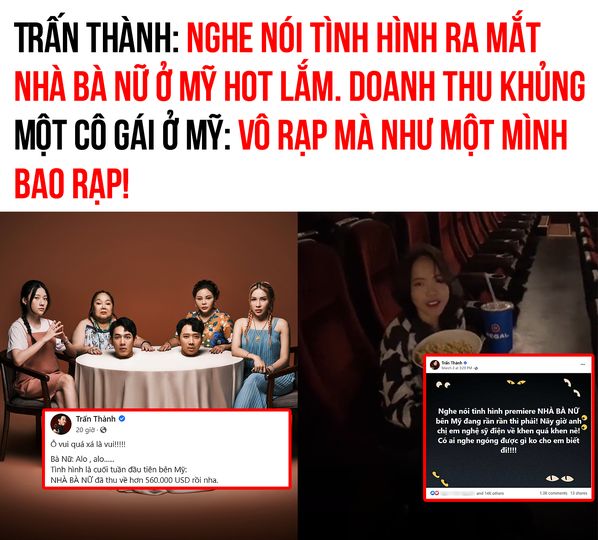 TRẤN THÀNH: NGHE NÓI TÌNH HÌNH RA MẮT
NHÀ BÀ NỮ Ở MỸ HOT LẮM. DOANH THU KHỦNG
MỘT CÔ GÁI Ở MỸ: VÔ RẠP MÀ NHƯ MỘT MÌNH
BAO RẠP!
Trấn Thành
20 giờ
Ô vui quá xá là vui!!!!!
Bà Nữ: Alo , alo.....
Tình hình là cuối tuần đầu tiên bên Mỹ:
NHÀ BÀ NỮ đã thu về hơn 560.000 USD rồi nha.
REGAL
Trấn Thành
March 3 at 3:20 PM
Nghe nói tình hình premiere NHÀ BÀ NỮ
bên Mỹ đang rần rần thì phải! Nãy giờ anh
chị em nghệ sỹ điện về khen quá khen nè!
Có ai nghe ngóng được gì ko cho em biết
đi!!!!
and 14K others
1.3K comments 13 shares